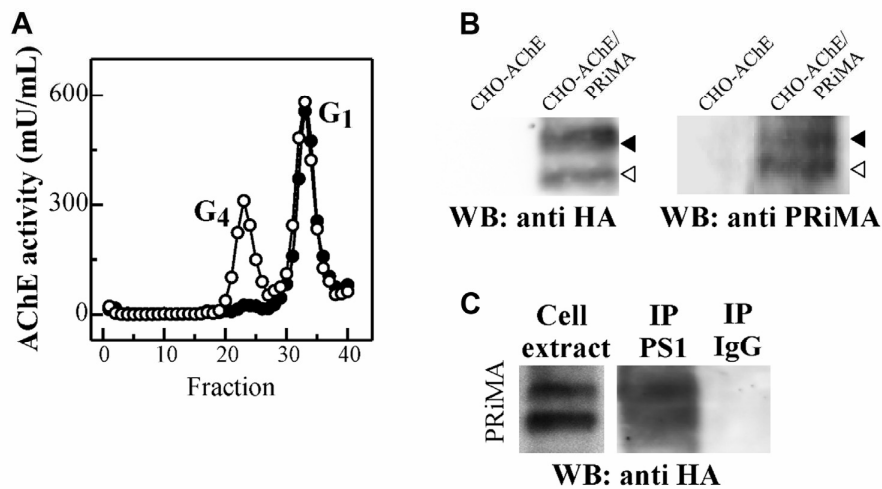 A
AChE activity (mU/mL)
600
300
0
G4
G1
0 10 20 30 40
Fraction
B
CHO-AChE
CHO-AChE/
PRiMA
WB: anti HA
CHO-AChE
CHO-AChE/
PRiMA
WB: anti PRiMA
C
Cell
extract
IP
PS1
IP
IgG
PRiMA
WB: anti HA